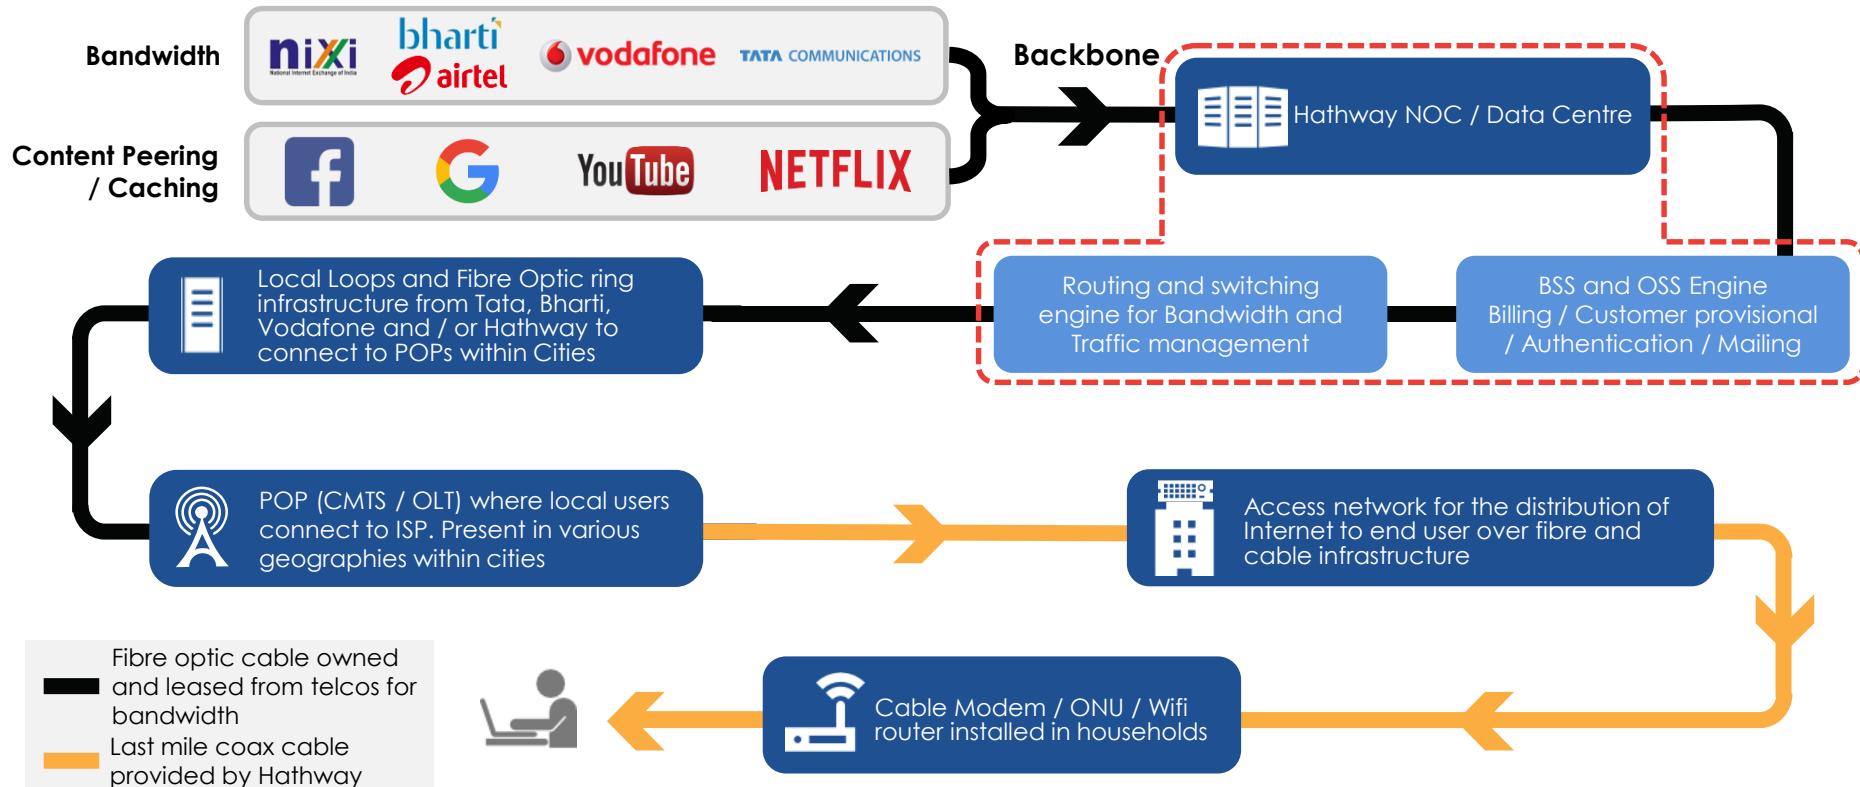 Bandwidth
nixi
National Internet Exchange of India
bharti
airtel
vodafone
TATA COMMUNICATIONS
Backbone
Hathway NOC / Data Centre
Content Peering
/ Caching
f
G
YouTube
NETFLIX
Local Loops and Fibre Optic ring
infrastructure from Tata, Bharti,
Vodafone and / or Hathway to
connect to POPs within Cities
Routing and switching
engine for Bandwidth and
Traffic management
BSS and OSS Engine
Billing / Customer provisional
/ Authentication / Mailing
POP (CMTS / OLT) where local users
connect to ISP. Present in various
geographies within cities
Access network for the distribution of
Internet to end user over fibre and
cable infrastructure
Fibre optic cable owned
and leased from telcos for
bandwidth
Last mile coax cable
provided by Hathway
Cable Modem / ONU / Wifi
router installed in households